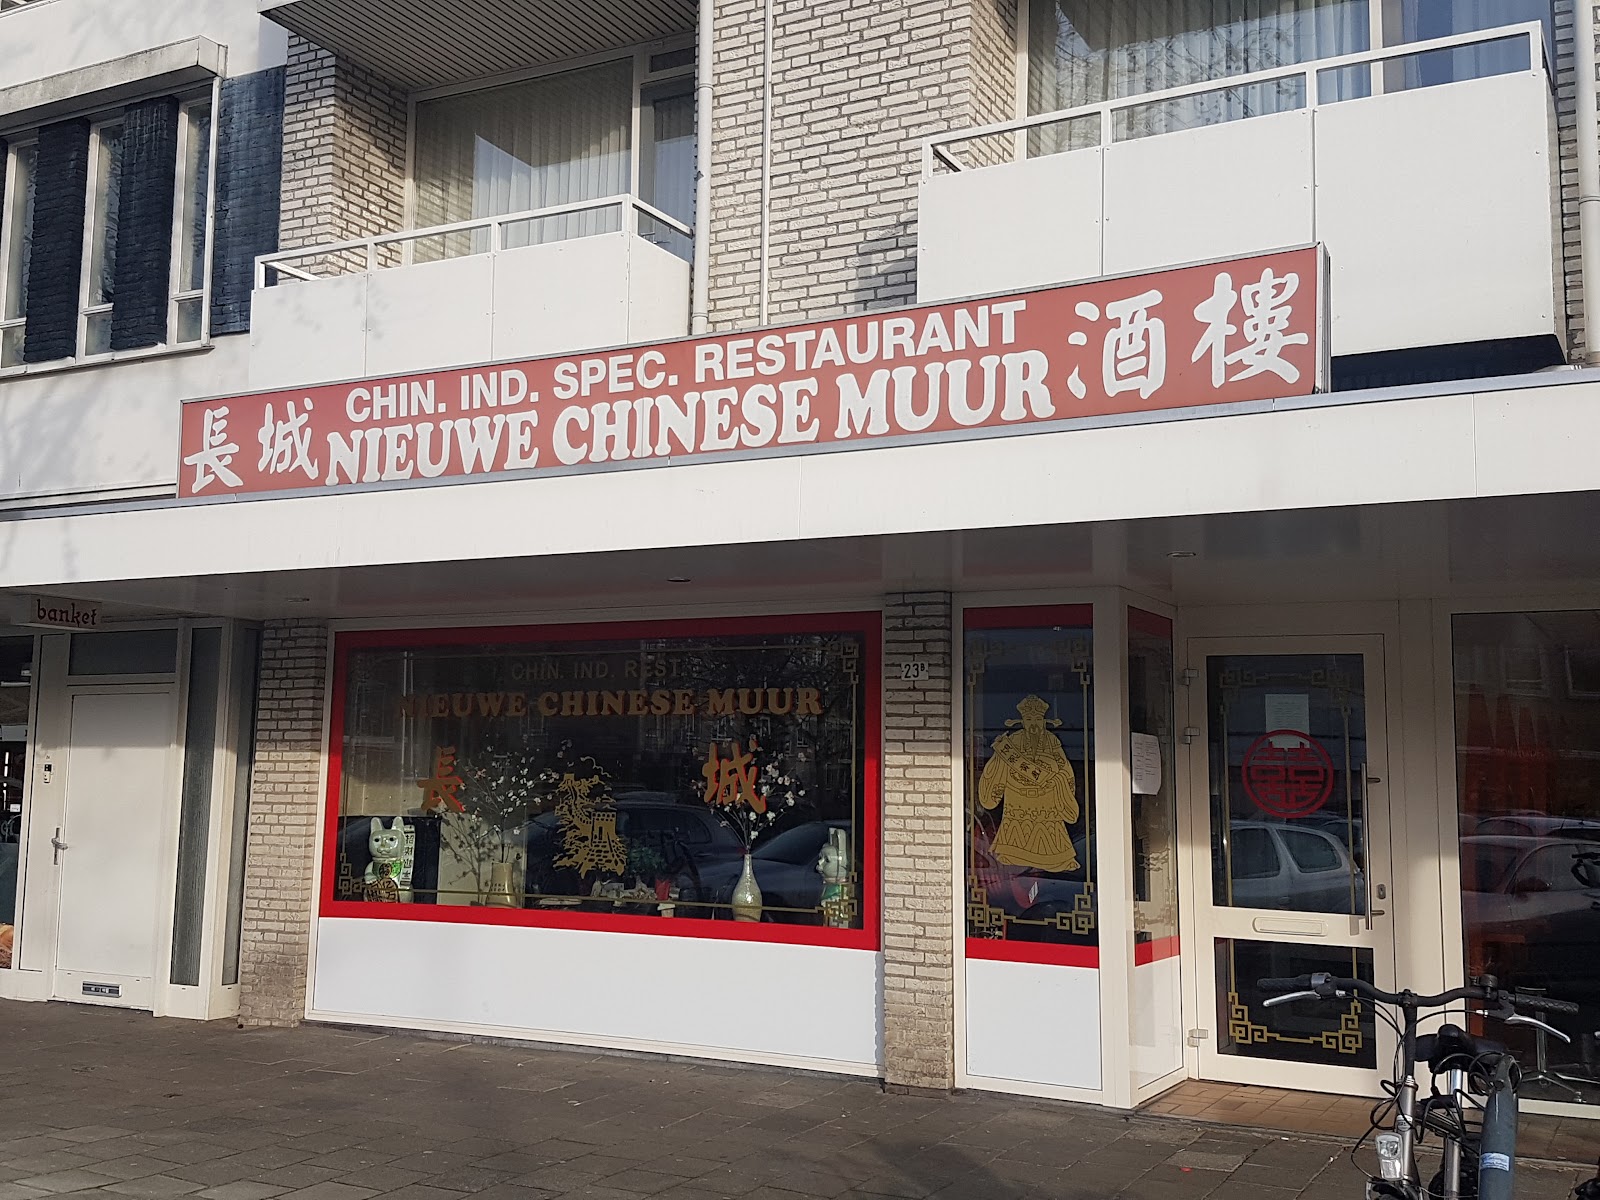 長城
CHIN. IND. SPEC. RESTAURANT
NIEUWE CHINESE MUUR
酒樓
banket
CHIN. IND. REST.
NIEUWE CHINESE MUUR
長城
23B
囍